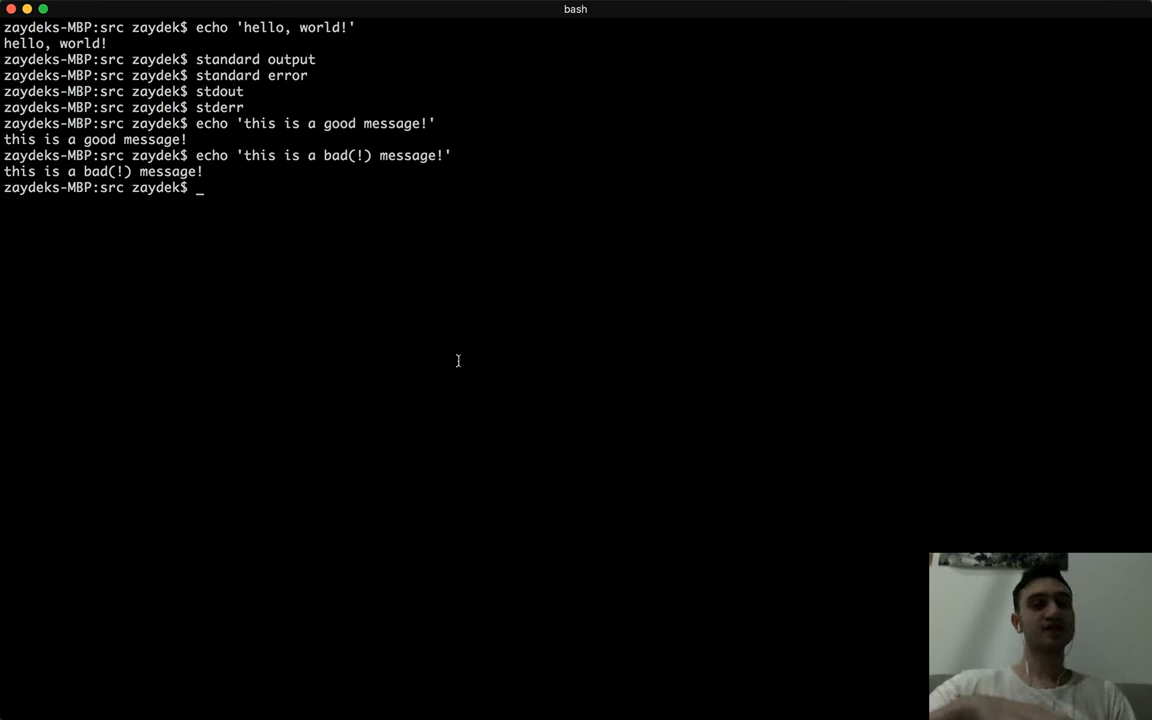 bash
zaydeks-MBP:src zaydek$ echo 'hello, world!'
hello, world!
zaydeks-MBP:src zaydek$ standard output
zaydeks-MBP:src zaydek$ standard error
zaydeks-MBP:src zaydek$ stdout
zaydeks-MBP:src zaydek$ stderr
zaydeks-MBP:src zaydek$ echo 'this is a good message!'
this is a good message!
zaydeks-MBP:src zaydek$ echo 'this is a bad(!) message!'
this is a bad(!) message!
zaydeks-MBP:src zaydek$ _